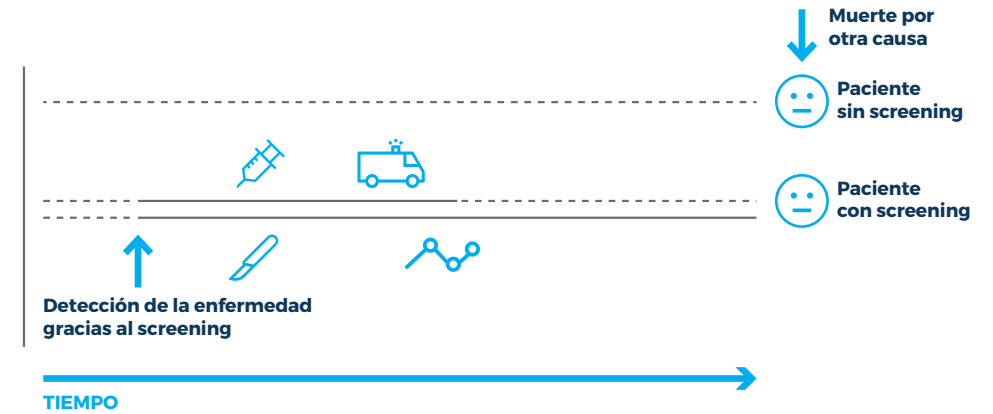 Muerte por
otra causa
Paciente
sin screening
Paciente
con screening
Detección de la enfermedad
gracias al screening
TIEMPO